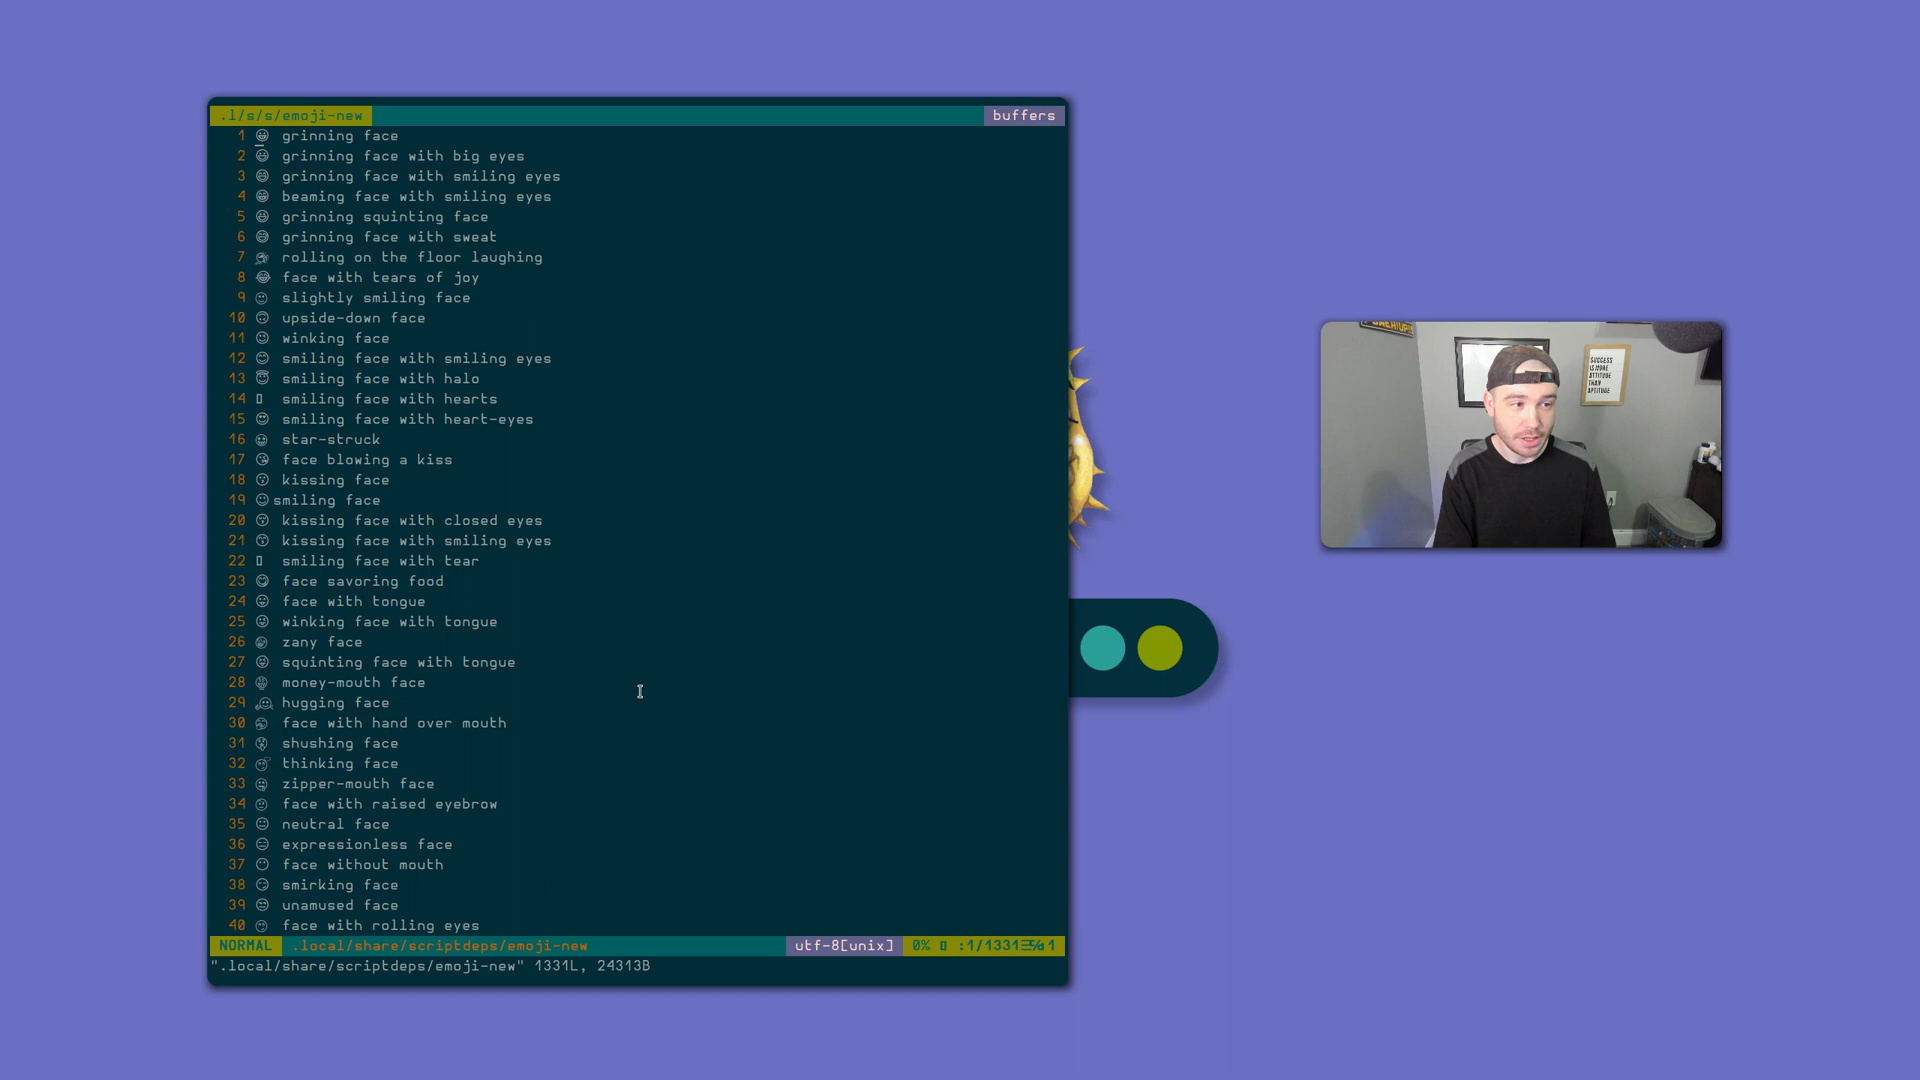 .l/s/s/emoji-new buffers
1 😀 grinning face
2 😃 grinning face with big eyes
3 😄 grinning face with smiling eyes
4 😁 beaming face with smiling eyes
5 😆 grinning squinting face
6 😅 grinning face with sweat
7 🤣 rolling on the floor laughing
8 😂 face with tears of joy
9 🙂 slightly smiling face
10 🙃 upside-down face
11 😉 winking face
12 😊 smiling face with smiling eyes
13 😇 smiling face with halo
14 ▯ smiling face with hearts
15 😍 smiling face with heart-eyes
16 🤩 star-struck
17 😘 face blowing a kiss
18 😗 kissing face
19 ☺smiling face
20 😚 kissing face with closed eyes
21 😙 kissing face with smiling eyes
22 ▯ smiling face with tear
23 😋 face savoring food
24 😛 face with tongue
25 😜 winking face with tongue
26 🤪 zany face
27 😝 squinting face with tongue
28 🤑 money-mouth face
29 🤗 hugging face
30 🤭 face with hand over mouth
31 🤫 shushing face
32 🤔 thinking face
33 🤐 zipper-mouth face
34 🤨 face with raised eyebrow
35 😐 neutral face
36 😑 expressionless face
37 😶 face without mouth
38 😏 smirking face
39 😒 unamused face
40 🙄 face with rolling eyes
NORMAL .local/share/scriptdeps/emoji-new utf-8[unix] 0% ▯ :1/1331☰℅:1
".local/share/scriptdeps/emoji-new" 1331L, 24313B
SUCCESS
IS MORE
ATTITUDE
THAN
APTITUDE